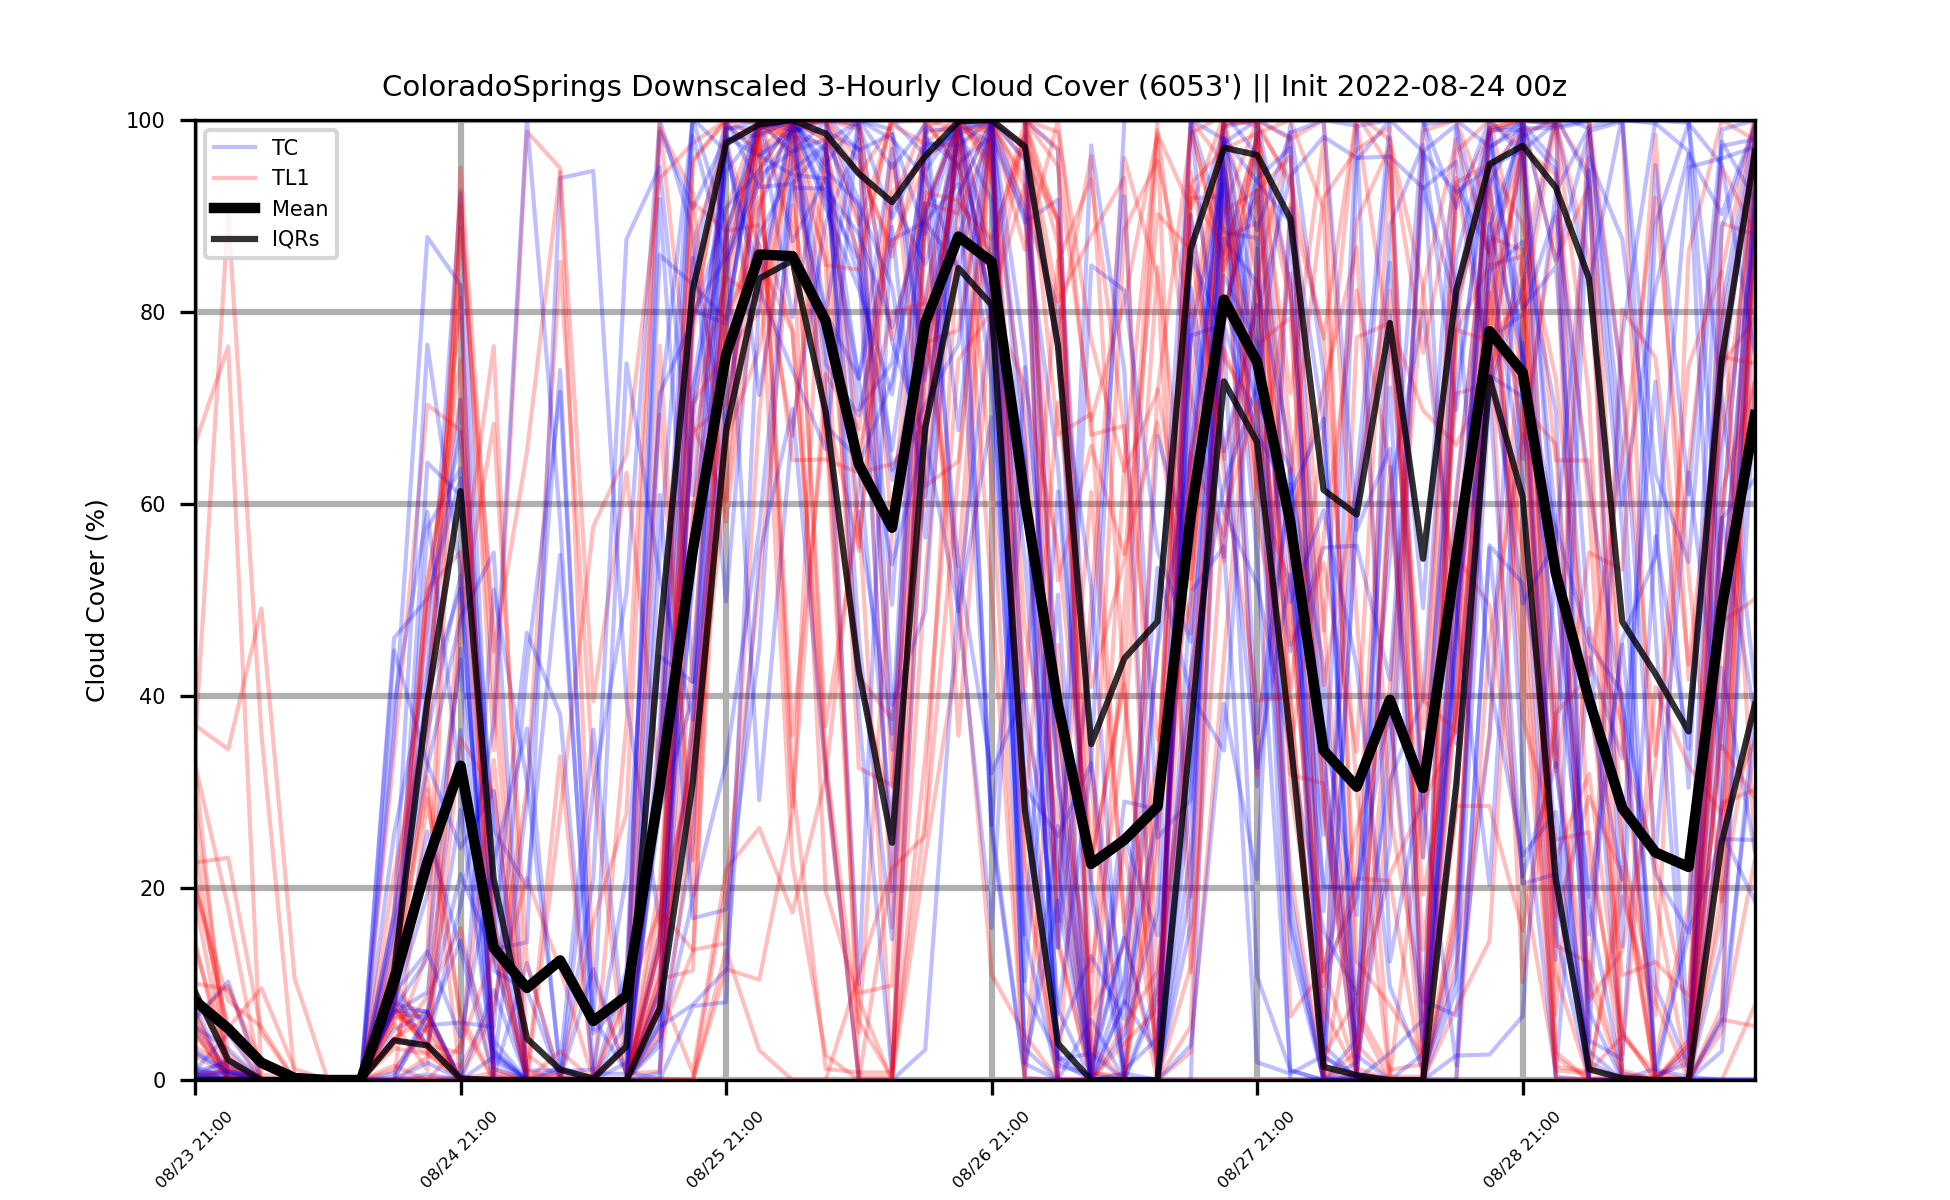 ColoradoSprings Downscaled 3-Hourly Cloud Cover (6053') || Init 2022-08-24 00z
TC
TL1
Mean
IQRs
Cloud Cover (%)
100
80
60
40
20
0
08/23 21:00
08/24 21:00
08/25 21:00
08/26 21:00
08/27 21:00
08/28 21:00